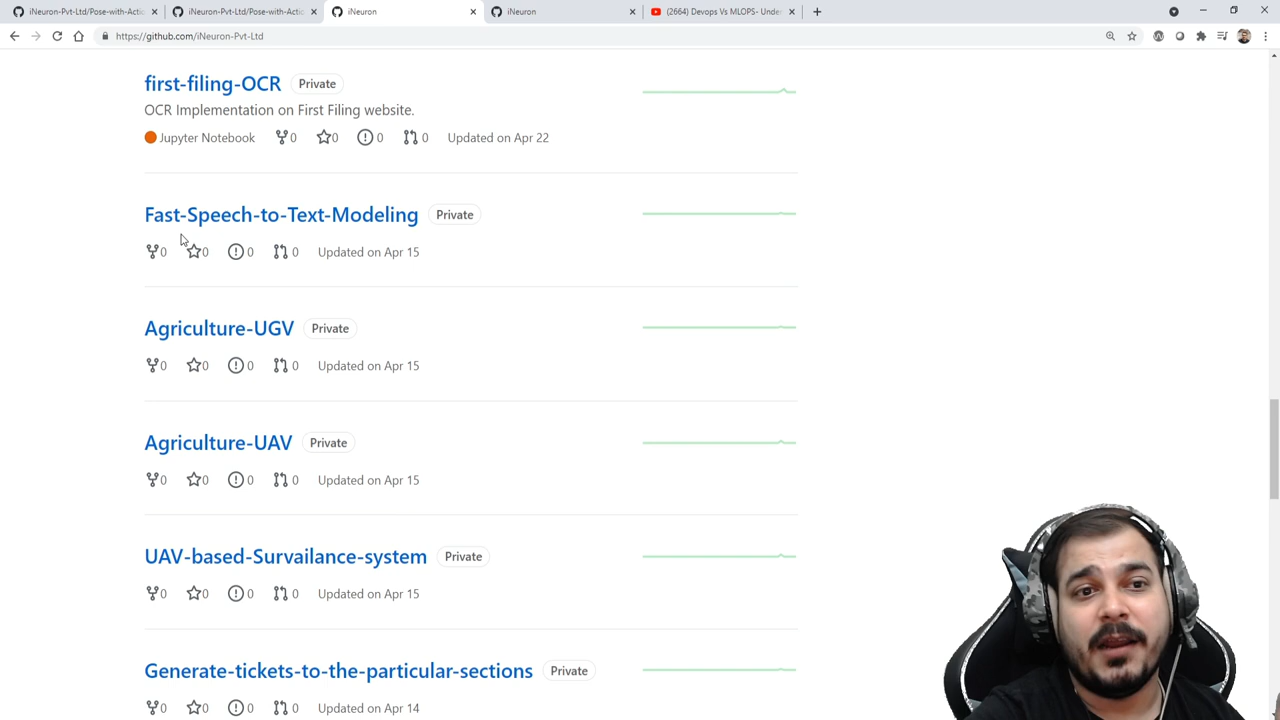 iNeuron-Pvt-Ltd/Pose-with-Actio
iNeuron-Pvt-Ltd/Pose-with-Actio
iNeuron
iNeuron
(2664) Devops Vs MLOPS- Under
https://github.com/iNeuron-Pvt-Ltd
first-filing-OCR Private
OCR Implementation on First Filing website.
Jupyter Notebook 0 0 0 0 Updated on Apr 22
Fast-Speech-to-Text-Modeling Private
0 0 0 0 Updated on Apr 15
Agriculture-UGV Private
0 0 0 0 Updated on Apr 15
Agriculture-UAV Private
0 0 0 0 Updated on Apr 15
UAV-based-Survailance-system Private
0 0 0 0 Updated on Apr 15
Generate-tickets-to-the-particular-sections Private
0 0 0 0 Updated on Apr 14